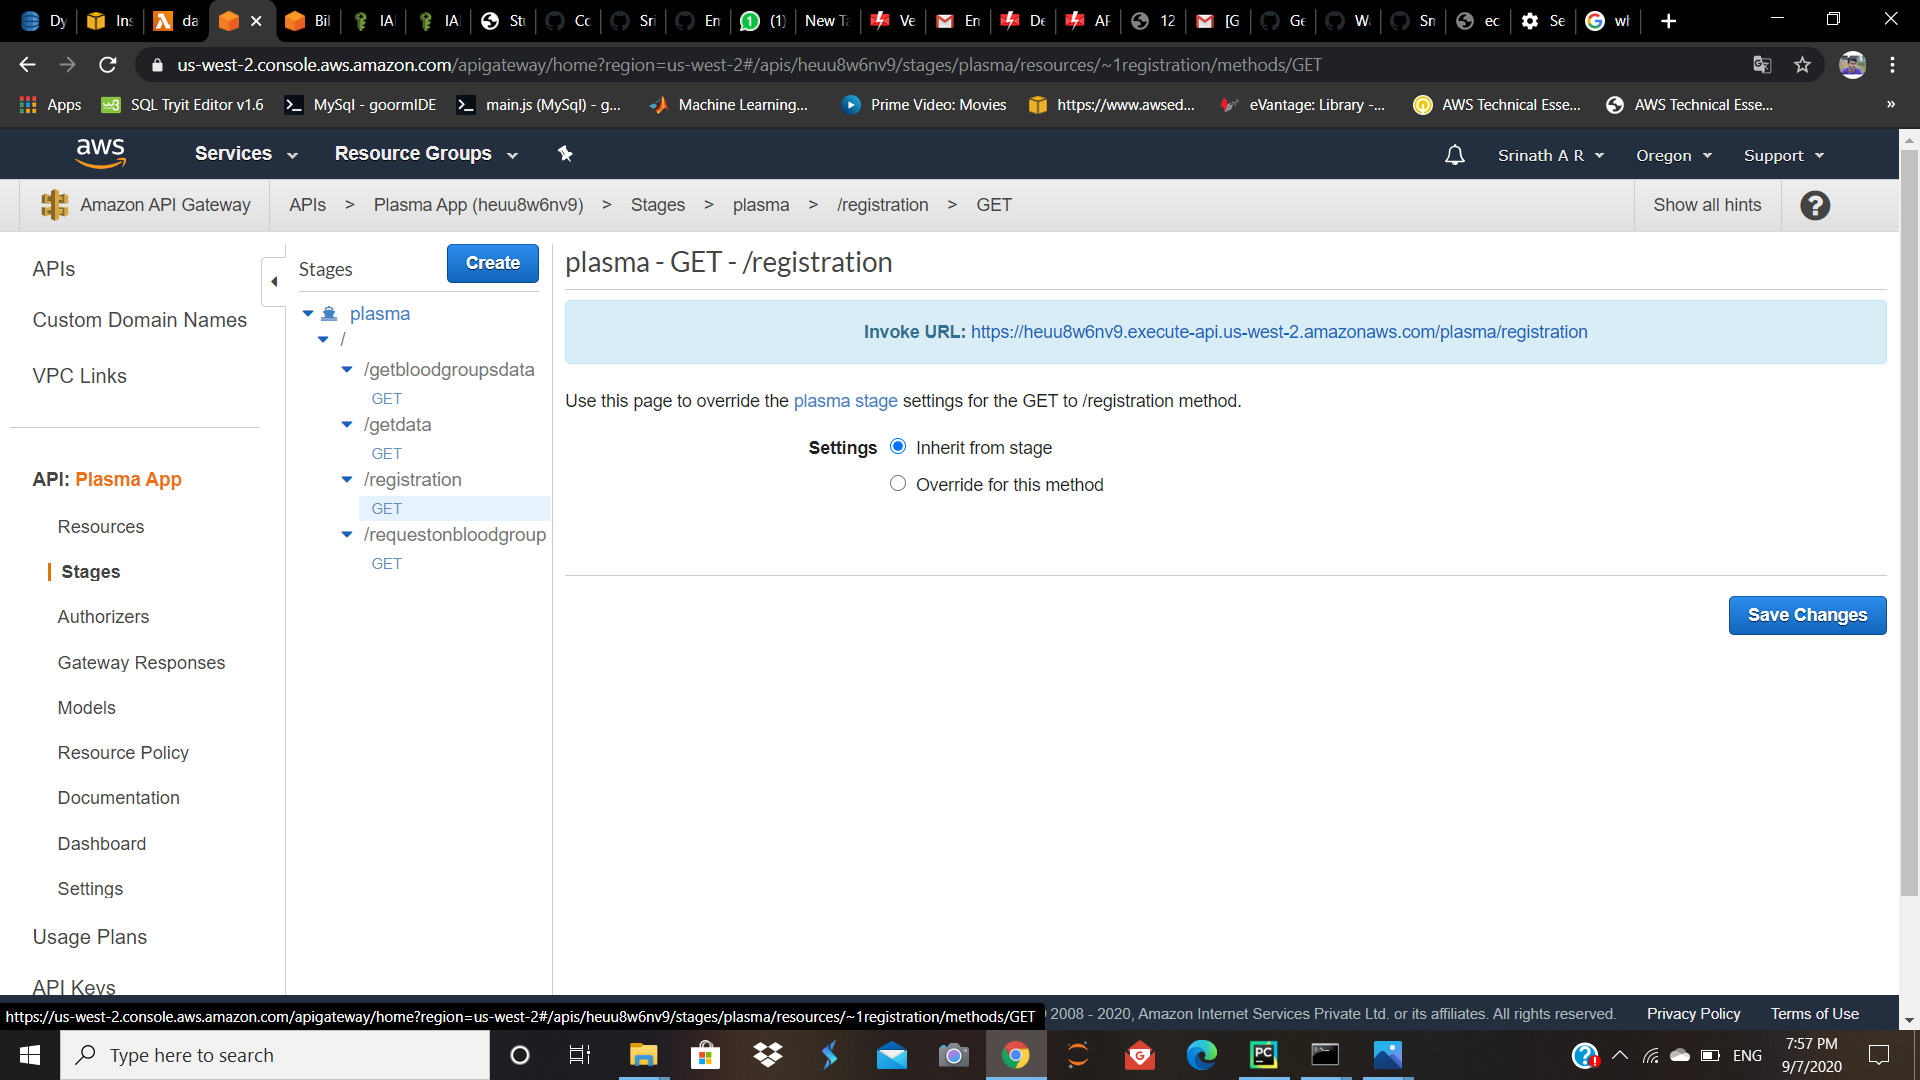 Dy
Ins
da
Bil
IAI
IAI
Stu
Cc
Sri
En
(1)
New Ta
Ve
En
De
AF
12
[G
Ge
Wa
Sn
ec
Se
wh
us-west-2.console.aws.amazon.com/apigateway/home?region=us-west-2#/apis/heuu8w6nv9/stages/plasma/resources/~1registration/methods/GET
Apps
SQL Tryit Editor v1.6
MySql - goormIDE
main.js (MySql) - g...
Machine Learning...
Prime Video: Movies
https://www.awsed...
eVantage: Library -...
AWS Technical Esse...
AWS Technical Esse...
»
aws
Services
Resource Groups
Srinath A R
Oregon
Support
Amazon API Gateway
APIs > Plasma App (heuu8w6nv9) > Stages > plasma > /registration > GET
Show all hints
?
APIs
Custom Domain Names
VPC Links
API: Plasma App
Resources
Stages
Authorizers
Gateway Responses
Models
Resource Policy
Documentation
Dashboard
Settings
Usage Plans
API Keys
Stages
Create
plasma
/
/getbloodgroupsdata
GET
/getdata
GET
/registration
GET
/requestonbloodgroup
GET
plasma - GET - /registration
Invoke URL: https://heuu8w6nv9.execute-api.us-west-2.amazonaws.com/plasma/registration
Use this page to override the plasma stage settings for the GET to /registration method.
Settings
Inherit from stage
Override for this method
Save Changes
https://us-west-2.console.aws.amazon.com/apigateway/home?region=us-west-2#/apis/heuu8w6nv9/stages/plasma/resources/~1registration/methods/GET
2008 - 2020, Amazon Internet Services Private Ltd. or its affiliates. All rights reserved.
Privacy Policy
Terms of Use
Type here to search
PC
ENG
7:57 PM
9/7/2020